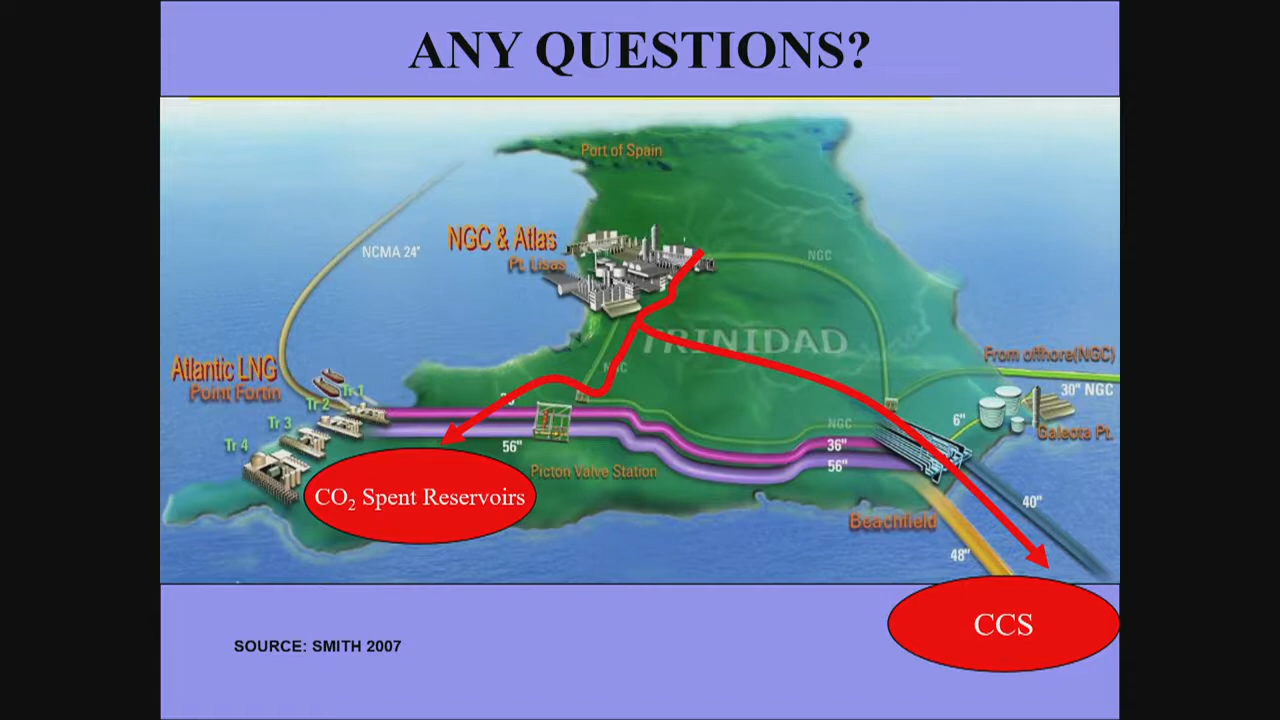 ANY QUESTIONS?
Port of Spain
NGC & Atlas
Pt. Lisas
NCMA 24"
NGC
TRINIDAD
From offhore(NGC)
30" NGC
Atlantic LNG
Point Fortin
Tr 1
Tr 2
Tr 3
Tr 4
NGC
NGC
6"
Galeota Pt.
36"
56"
56"
Picton Valve Station
CO2 Spent Reservoirs
Beachfield
40"
48"
CCS
SOURCE: SMITH 2007